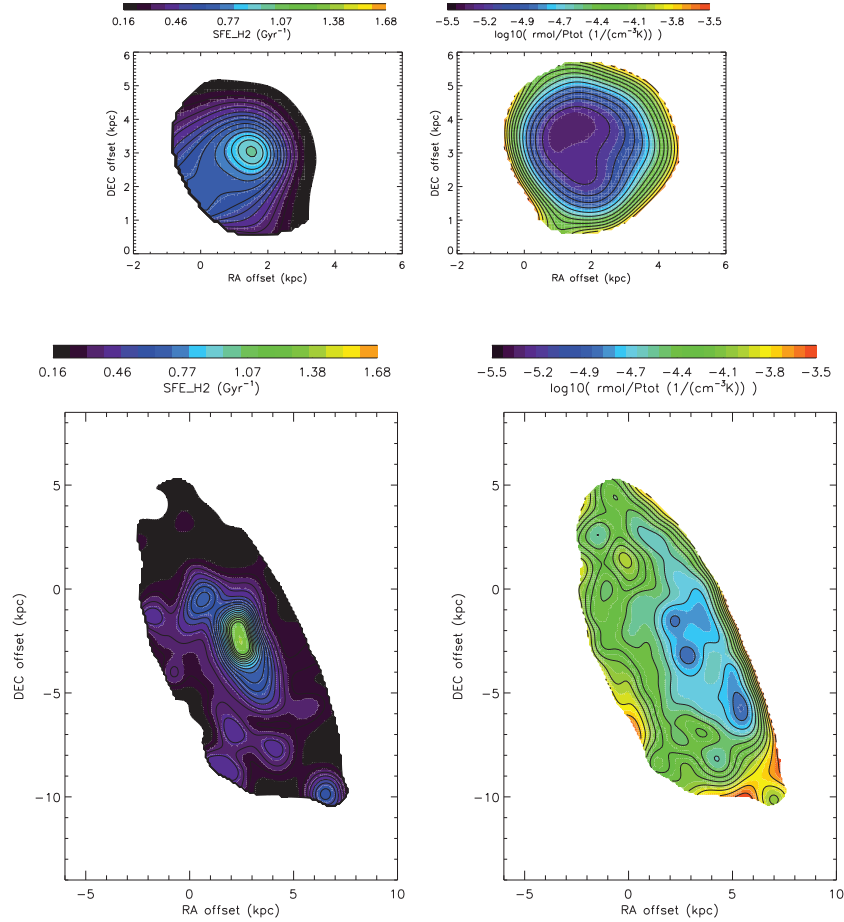 0.16 0.46 0.77 1.07 1.38 1.68
SFE_H2 (Gyr⁻¹)
−5.5 −5.2 −4.9 −4.7 −4.4 −4.1 −3.8 −3.5
log10( rmol/Ptot (1/(cm⁻³K)) )
6
5
4
3
2
1
0
DEC offset (kpc)
−2 0 2 4 6
RA offset (kpc)
6
5
4
3
2
1
0
DEC offset (kpc)
−2 0 2 4 6
RA offset (kpc)
0.16 0.46 0.77 1.07 1.38 1.68
SFE_H2 (Gyr⁻¹)
−5.5 −5.2 −4.9 −4.7 −4.4 −4.1 −3.8 −3.5
log10( rmol/Ptot (1/(cm⁻³K)) )
5
0
−5
−10
DEC offset (kpc)
−5 0 5 10
RA offset (kpc)
5
0
−5
−10
DEC offset (kpc)
−5 0 5 10
RA offset (kpc)